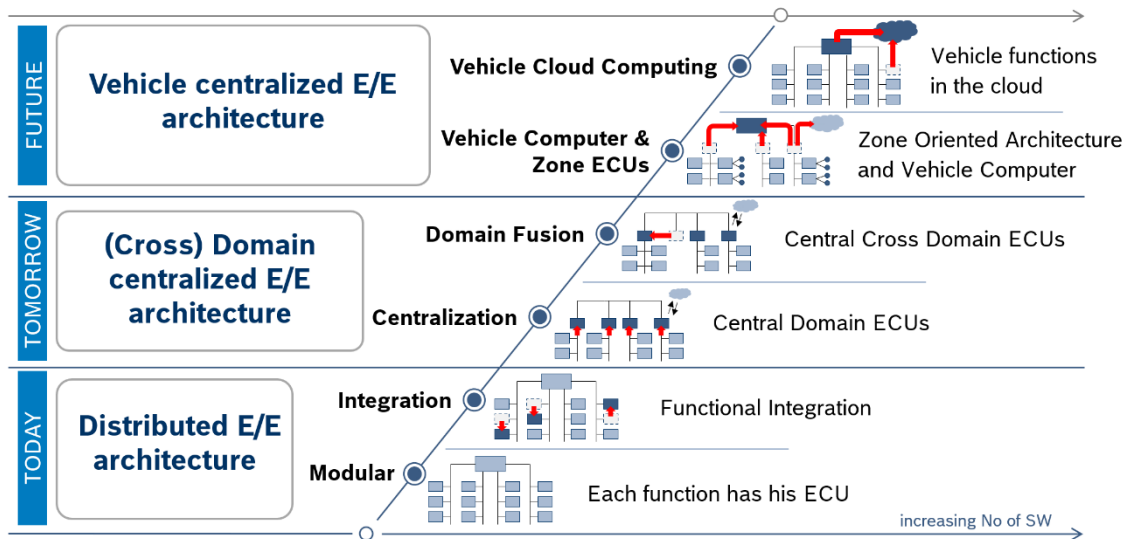 FUTURE
Vehicle centralized E/E
architecture
Vehicle Cloud Computing
Vehicle functions
in the cloud
Vehicle Computer &
Zone ECUs
Zone Oriented Architecture
and Vehicle Computer
TOMORROW
(Cross) Domain
centralized E/E
architecture
Domain Fusion
Central Cross Domain ECUs
Centralization
Central Domain ECUs
TODAY
Distributed E/E
architecture
Integration
Functional Integration
Modular
Each function has his ECU
increasing No of SW